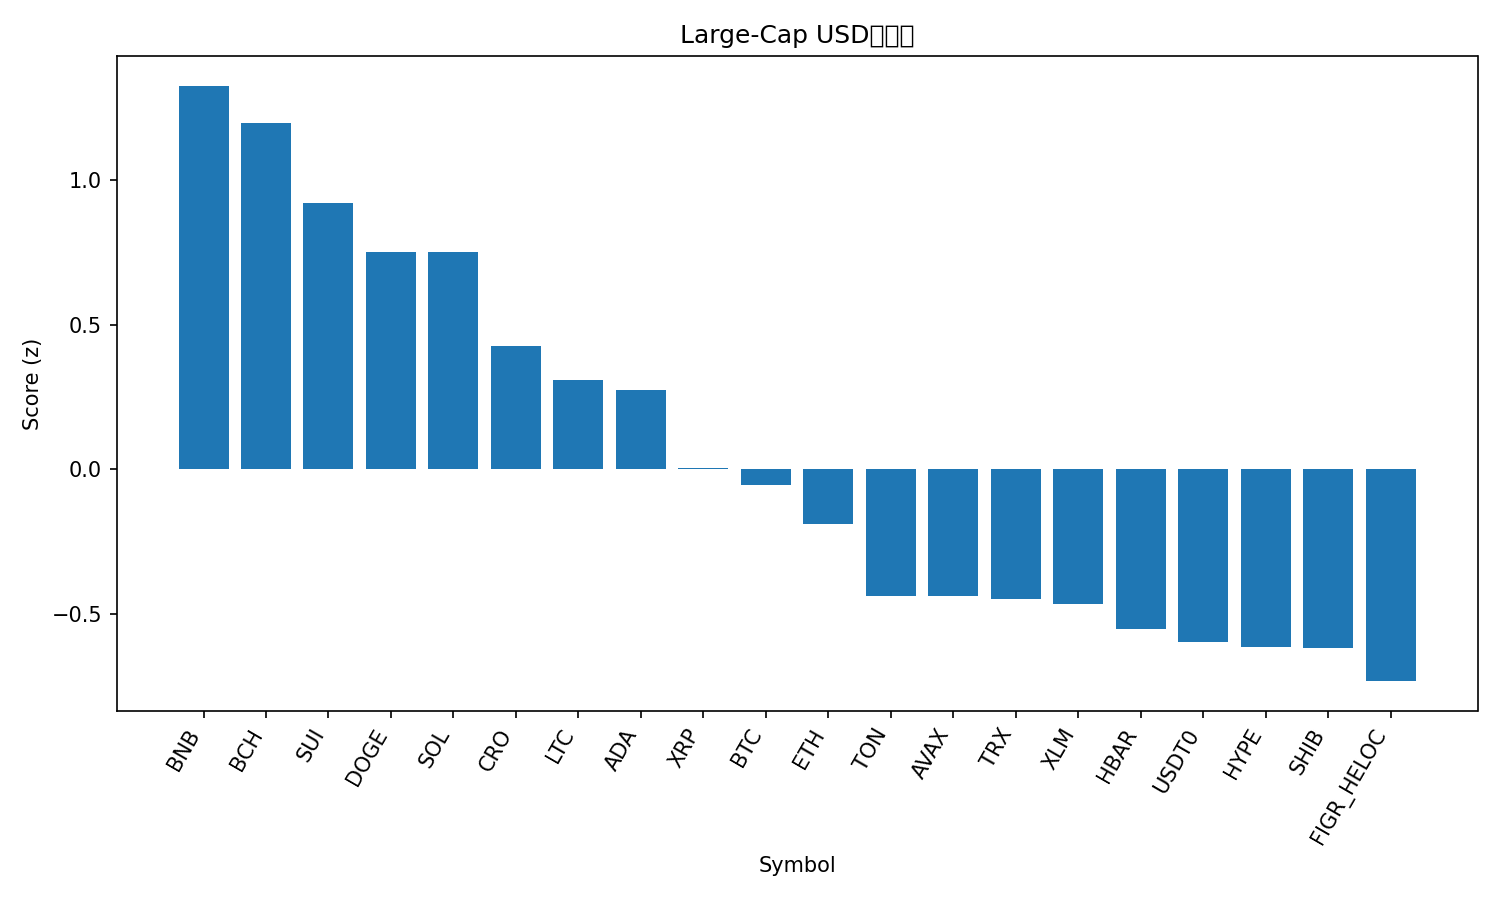 Large-Cap USD
Score (z)
1.0
0.5
0.0
−0.5
BNB
BCH
SUI
DOGE
SOL
CRO
LTC
ADA
XRP
BTC
ETH
TON
AVAX
TRX
XLM
HBAR
USDT0
HYPE
SHIB
FIGR_HELOC
Symbol